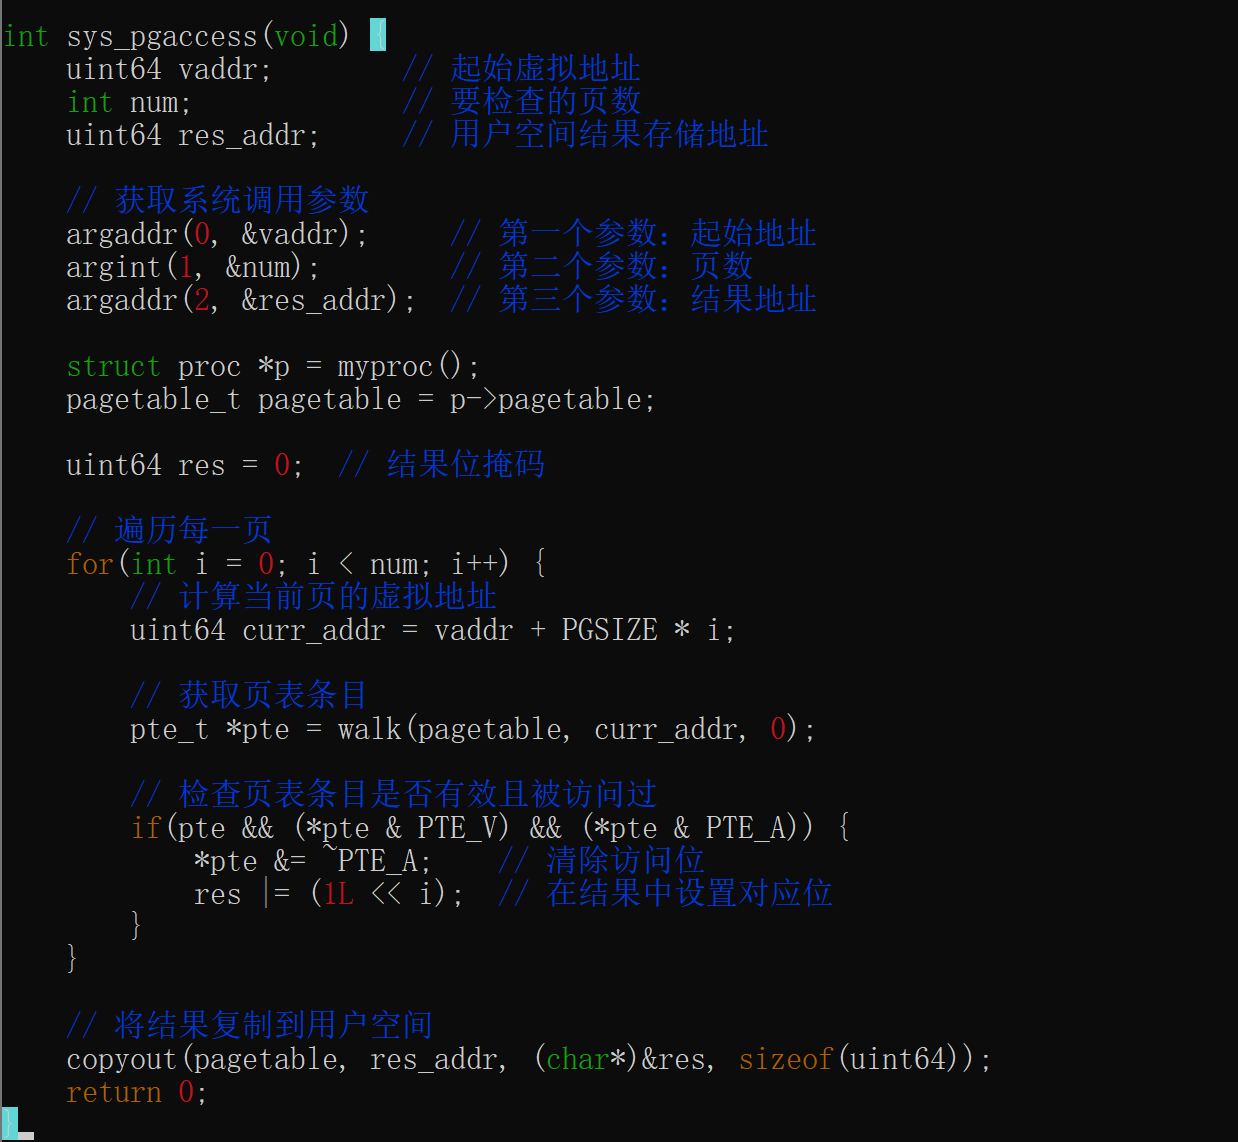 int sys_pgaccess(void) {
    uint64 vaddr;        // 起始虚拟地址
    int num;             // 要检查的页数
    uint64 res_addr;     // 用户空间结果存储地址

    // 获取系统调用参数
    argaddr(0, &vaddr);     // 第一个参数：起始地址
    argint(1, &num);        // 第二个参数：页数
    argaddr(2, &res_addr);  // 第三个参数：结果地址

    struct proc *p = myproc();
    pagetable_t pagetable = p->pagetable;

    uint64 res = 0;  // 结果位掩码

    // 遍历每一页
    for(int i = 0; i < num; i++) {
        // 计算当前页的虚拟地址
        uint64 curr_addr = vaddr + PGSIZE * i;

        // 获取页表条目
        pte_t *pte = walk(pagetable, curr_addr, 0);

        // 检查页表条目是否有效且被访问过
        if(pte && (*pte & PTE_V) && (*pte & PTE_A)) {
            *pte &= ~PTE_A;    // 清除访问位
            res |= (1L << i);  // 在结果中设置对应位
        }
    }

    // 将结果复制到用户空间
    copyout(pagetable, res_addr, (char*)&res, sizeof(uint64));
    return 0;
}